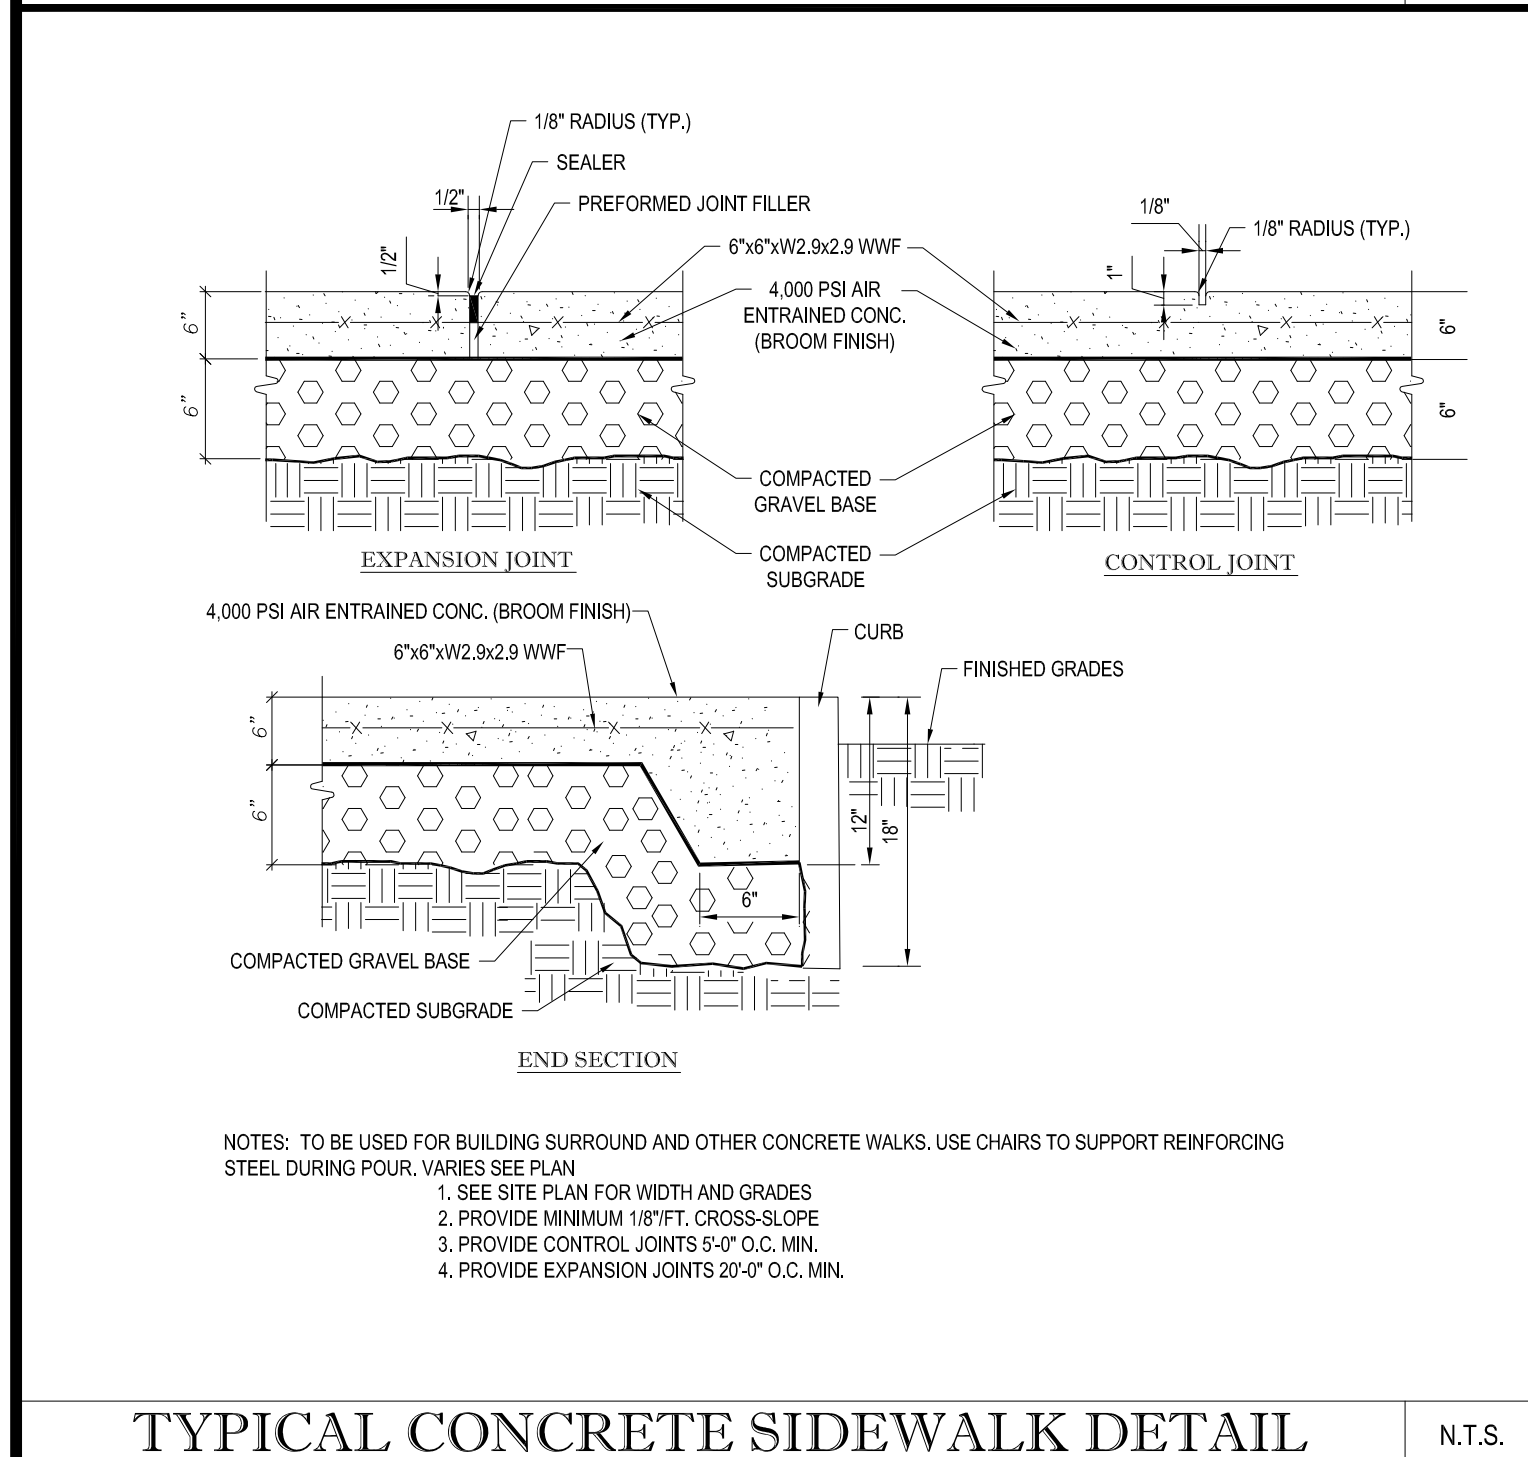 1/8" RADIUS (TYP.)
SEALER
1/2"
PREFORMED JOINT FILLER
1/2"
6"x6"xW2.9x2.9 WWF
4,000 PSI AIR
ENTRAINED CONC.
(BROOM FINISH)
6"
6"
1/8"
1/8" RADIUS (TYP.)
1"
6"
6"
COMPACTED
GRAVEL BASE
COMPACTED
SUBGRADE
EXPANSION JOINT
CONTROL JOINT
4,000 PSI AIR ENTRAINED CONC. (BROOM FINISH)
6"x6"xW2.9x2.9 WWF
CURB
FINISHED GRADES
6"
6"
12"
18"
6"
COMPACTED GRAVEL BASE
COMPACTED SUBGRADE
END SECTION
NOTES: TO BE USED FOR BUILDING SURROUND AND OTHER CONCRETE WALKS. USE CHAIRS TO SUPPORT REINFORCING
STEEL DURING POUR. VARIES SEE PLAN
1. SEE SITE PLAN FOR WIDTH AND GRADES
2. PROVIDE MINIMUM 1/8"/FT. CROSS-SLOPE
3. PROVIDE CONTROL JOINTS 5'-0" O.C. MIN.
4. PROVIDE EXPANSION JOINTS 20'-0" O.C. MIN.
TYPICAL CONCRETE SIDEWALK DETAIL
N.T.S.